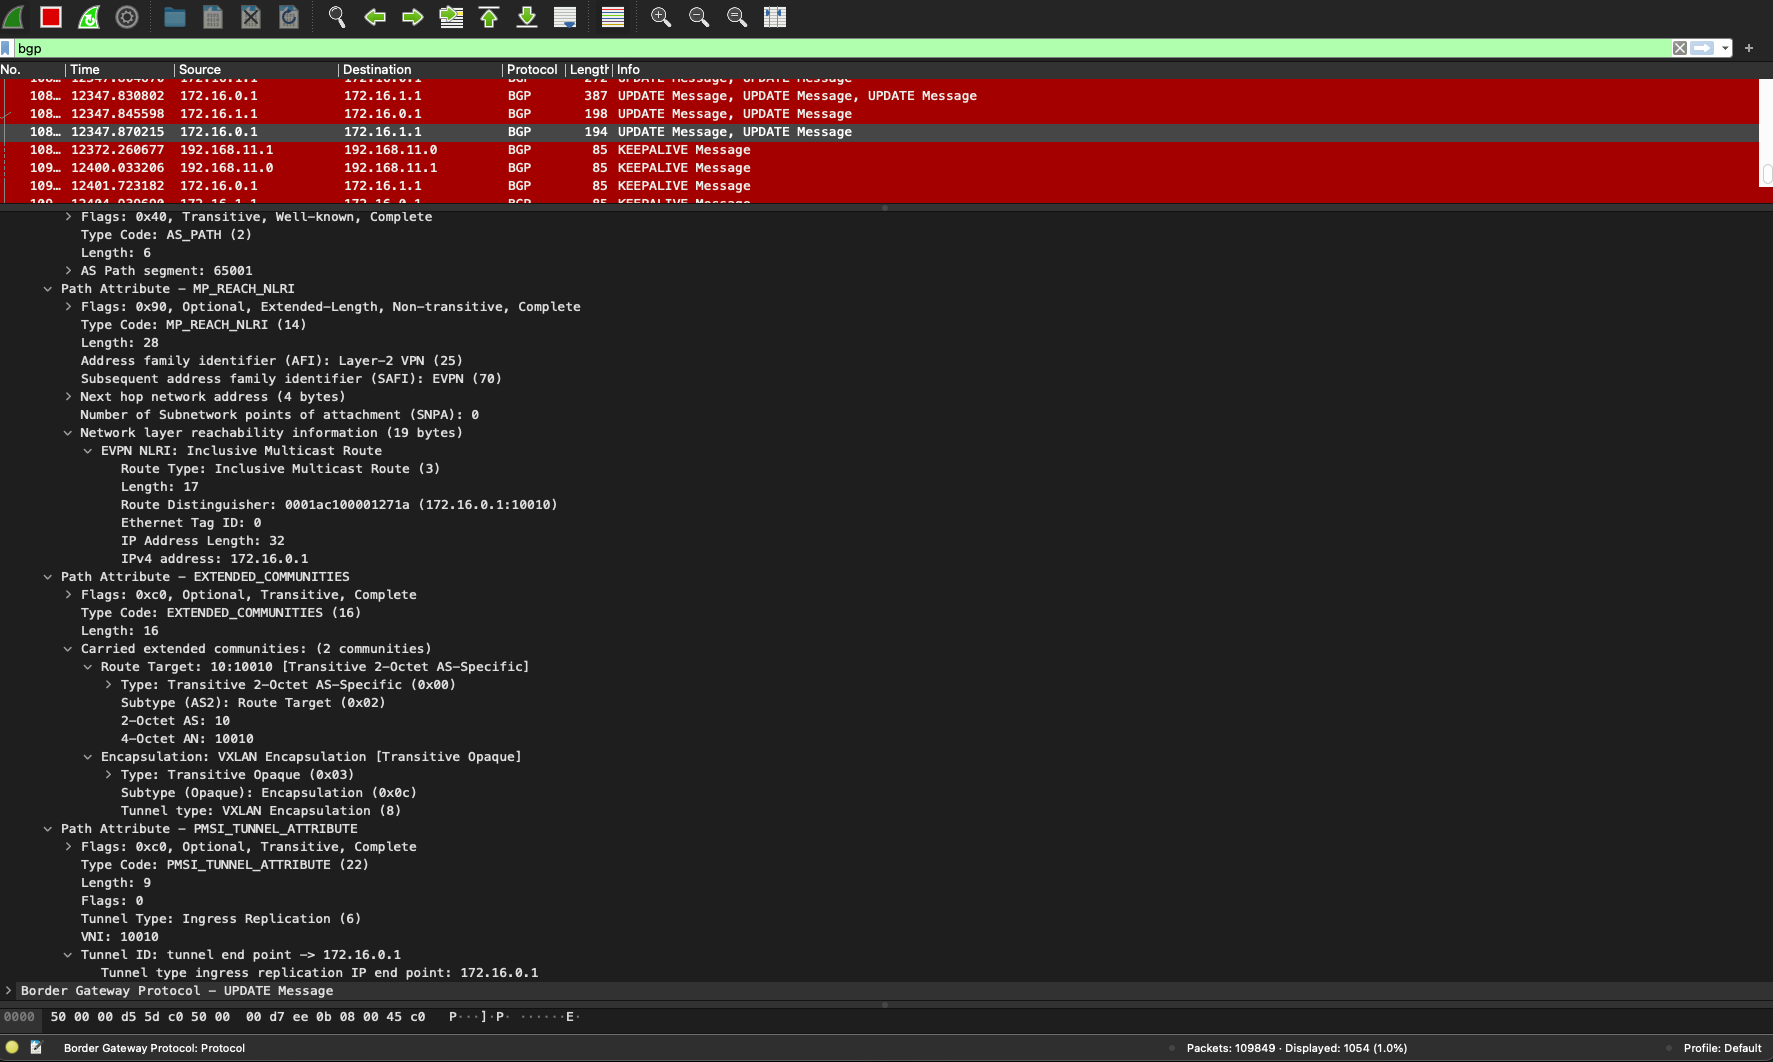 bgp
No. Time Source Destination Protocol Length Info
108… 12347.830802 172.16.0.1 172.16.1.1 BGP 387 UPDATE Message, UPDATE Message, UPDATE Message
108… 12347.845598 172.16.1.1 172.16.0.1 BGP 198 UPDATE Message, UPDATE Message
108… 12347.870215 172.16.0.1 172.16.1.1 BGP 194 UPDATE Message, UPDATE Message
108… 12372.260677 192.168.11.1 192.168.11.0 BGP 85 KEEPALIVE Message
109… 12400.033206 192.168.11.0 192.168.11.1 BGP 85 KEEPALIVE Message
109… 12401.723182 172.16.0.1 172.16.1.1 BGP 85 KEEPALIVE Message
Flags: 0x40, Transitive, Well-known, Complete
Type Code: AS_PATH (2)
Length: 6
AS Path segment: 65001
Path Attribute - MP_REACH_NLRI
Flags: 0x90, Optional, Extended-Length, Non-transitive, Complete
Type Code: MP_REACH_NLRI (14)
Length: 28
Address family identifier (AFI): Layer-2 VPN (25)
Subsequent address family identifier (SAFI): EVPN (70)
Next hop network address (4 bytes)
Number of Subnetwork points of attachment (SNPA): 0
Network layer reachability information (19 bytes)
EVPN NLRI: Inclusive Multicast Route
Route Type: Inclusive Multicast Route (3)
Length: 17
Route Distinguisher: 0001ac100001271a (172.16.0.1:10010)
Ethernet Tag ID: 0
IP Address Length: 32
IPv4 address: 172.16.0.1
Path Attribute - EXTENDED_COMMUNITIES
Flags: 0xc0, Optional, Transitive, Complete
Type Code: EXTENDED_COMMUNITIES (16)
Length: 16
Carried extended communities: (2 communities)
Route Target: 10:10010 [Transitive 2-Octet AS-Specific]
Type: Transitive 2-Octet AS-Specific (0x00)
Subtype (AS2): Route Target (0x02)
2-Octet AS: 10
4-Octet AN: 10010
Encapsulation: VXLAN Encapsulation [Transitive Opaque]
Type: Transitive Opaque (0x03)
Subtype (Opaque): Encapsulation (0x0c)
Tunnel type: VXLAN Encapsulation (8)
Path Attribute - PMSI_TUNNEL_ATTRIBUTE
Flags: 0xc0, Optional, Transitive, Complete
Type Code: PMSI_TUNNEL_ATTRIBUTE (22)
Length: 9
Flags: 0
Tunnel Type: Ingress Replication (6)
VNI: 10010
Tunnel ID: tunnel end point -> 172.16.0.1
Tunnel type ingress replication IP end point: 172.16.0.1
Border Gateway Protocol - UPDATE Message
0000 50 00 00 d5 5d c0 50 00 00 d7 ee 0b 08 00 45 c0 P···]·P· ······E·
Border Gateway Protocol: Protocol Packets: 109849 · Displayed: 1054 (1.0%) Profile: Default